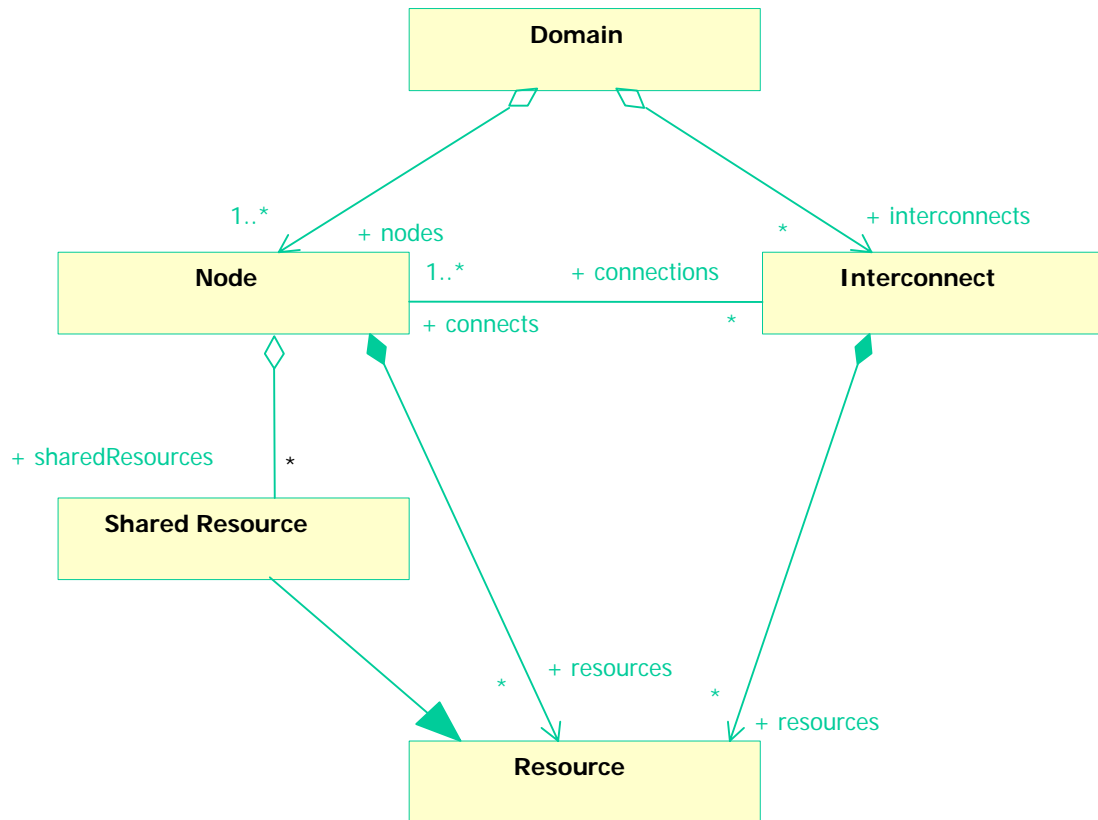 Domain
1..*
+ nodes
*
+ interconnects
Node
1..*
+ connections
Interconnect
+ connects
*
+ sharedResources
*
Shared Resource
*
+ resources
*
+ resources
Resource